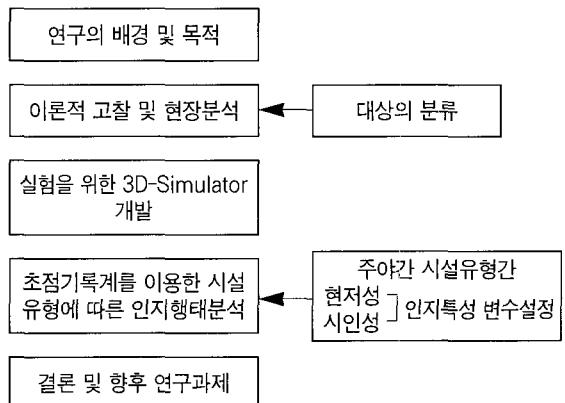 연구의 배경 및 목적
이론적 고찰 및 현장분석
대상의 분류
실험을 위한 3D-Simulator
개발
초점기록계를 이용한 시설
유형에 따른 인지행태분석
주야간 시설유형간
현저성
시인성
인지특성 변수설정
결론 및 향후 연구과제